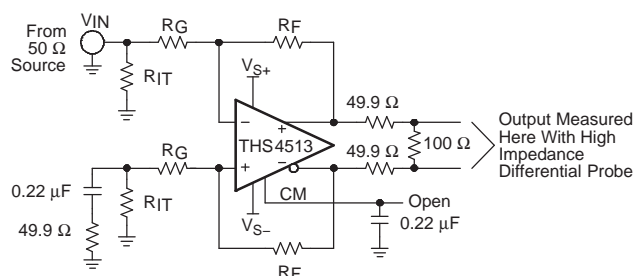 From
50 Ω
Source
VIN
RG
RF
RIT
VS+
49.9 Ω
Output Measured
Here With High
Impedance
Differential Probe
100 Ω
− +
THS4513
+ −
49.9 Ω
RG
0.22 µF
RIT
49.9 Ω
CM
VS−
Open
0.22 µF
RF